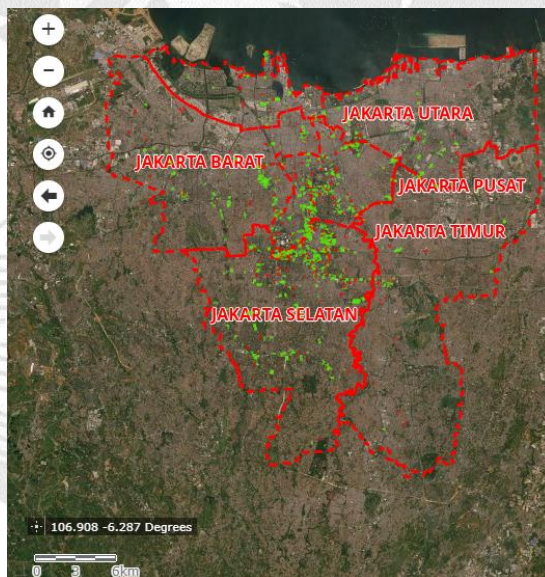 JAKARTA UTARA
JAKARTA BARAT
JAKARTA PUSAT
JAKARTA TIMUR
JAKARTA SELATAN
106.908 -6.287 Degrees
0 3 6km